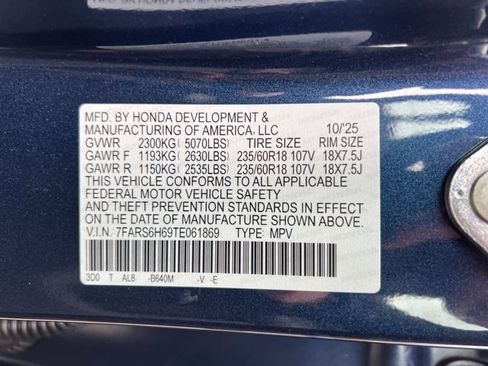 MFD. BY HONDA DEVELOPMENT &
MANUFACTURING OF AMERICA, LLC 10/'25
GVWR 2300KG ( 5070LBS) TIRE SIZE RIM SIZE
GAWR F 1193KG ( 2630LBS) 235/60R18 107V 18X7.5J
GAWR R 1150KG ( 2535LBS) 235/60R18 107V 18X7.5J
THIS VEHICLE CONFORMS TO ALL APPLICABLE
FEDERAL MOTOR VEHICLE SAFETY
AND THEFT PREVENTION STANDARDS IN EFFECT
ON THE DATE OF MANUFACTURE SHOWN ABOVE.
V.I.N. 7FARS6H69TE061869 TYPE: MPV
3D0 T AL8 -B640M -V -E